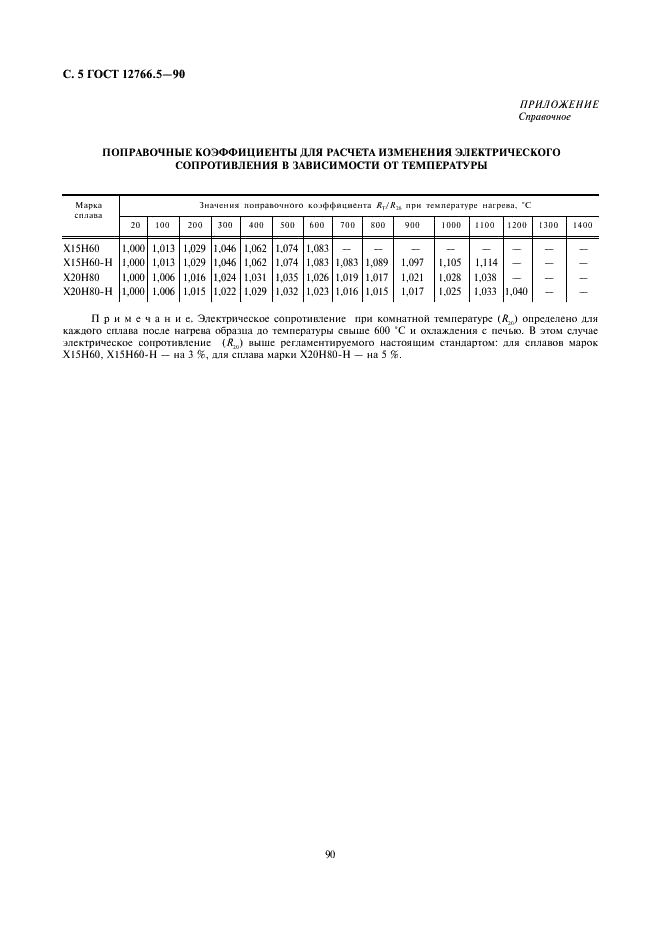 С. 5 ГОСТ 12766.5—90
ПРИЛОЖЕНИЕ
Справочное
ПОПРАВОЧНЫЕ КОЭФФИЦИЕНТЫ ДЛЯ РАСЧЕТА ИЗМЕНЕНИЯ ЭЛЕКТРИЧЕСКОГО
СОПРОТИВЛЕНИЯ В ЗАВИСИМОСТИ ОТ ТЕМПЕРАТУРЫ
Марка сплава Значения поправочного коэффициента R_T/R_20 при температуре нагрева, °С
20 100 200 300 400 500 600 700 800 900 1000 1100 1200 1300 1400
Х15Н60 1,000 1,013 1,029 1,046 1,062 1,074 1,083 — — — — — — — —
Х15Н60-Н 1,000 1,013 1,029 1,046 1,062 1,074 1,083 1,083 1,089 1,097 1,105 1,114 — — —
Х20Н80 1,000 1,006 1,016 1,024 1,031 1,035 1,026 1,019 1,017 1,021 1,028 1,038 — — —
Х20Н80-Н 1,000 1,006 1,015 1,022 1,029 1,032 1,023 1,016 1,015 1,017 1,025 1,033 1,040 — —
Примечание. Электрическое сопротивление при комнатной температуре (R_20) определено для
каждого сплава после нагрева образца до температуры свыше 600 °С и охлаждения с печью. В этом случае
электрическое сопротивление (R_20) выше регламентируемого настоящим стандартом: для сплавов марок
Х15Н60, Х15Н60-Н — на 3 %, для сплава марки Х20Н80-Н — на 5 %.
90